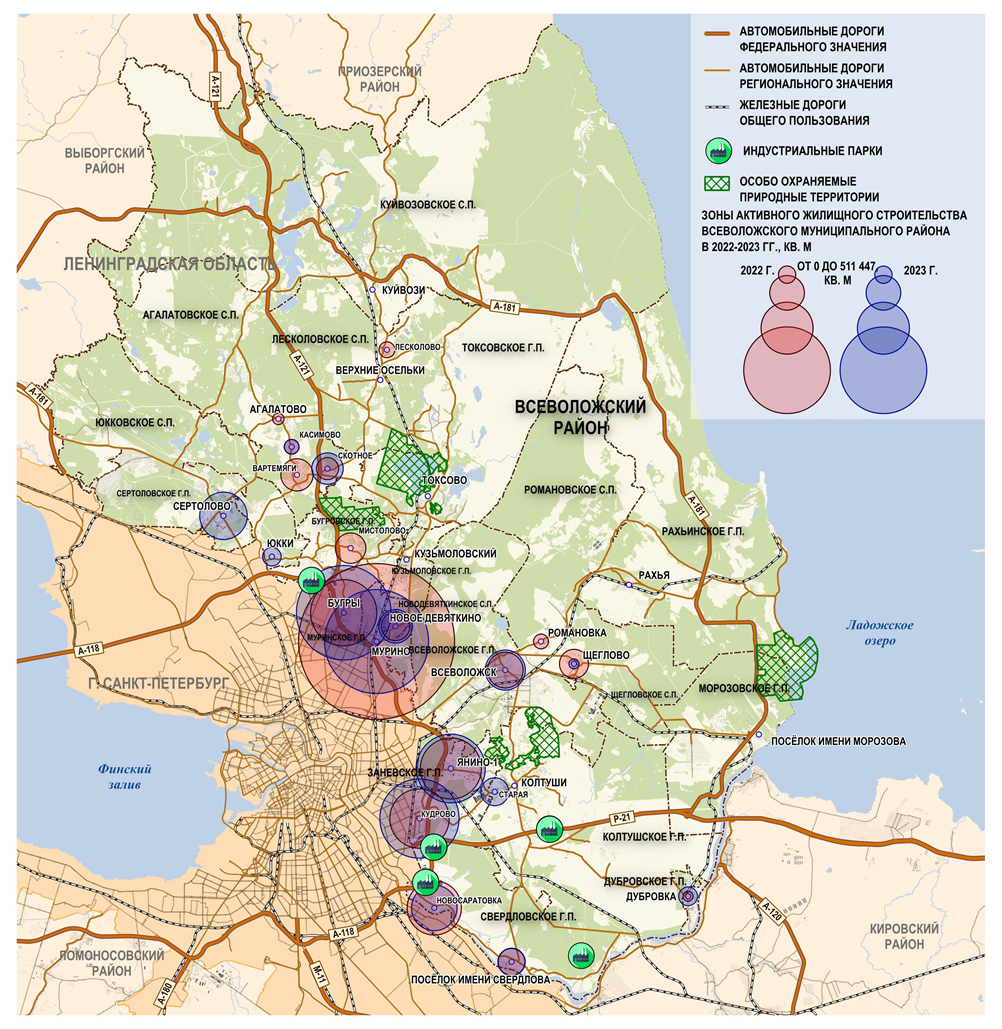 АВТОМОБИЛЬНЫЕ ДОРОГИ
ФЕДЕРАЛЬНОГО ЗНАЧЕНИЯ
АВТОМОБИЛЬНЫЕ ДОРОГИ
РЕГИОНАЛЬНОГО ЗНАЧЕНИЯ
ЖЕЛЕЗНЫЕ ДОРОГИ
ОБЩЕГО ПОЛЬЗОВАНИЯ
ИНДУСТРИАЛЬНЫЕ ПАРКИ
ОСОБО ОХРАНЯЕМЫЕ
ПРИРОДНЫЕ ТЕРРИТОРИИ
ЗОНЫ АКТИВНОГО ЖИЛИЩНОГО СТРОИТЕЛЬСТВА
ВСЕВОЛОЖСКОГО МУНИЦИПАЛЬНОГО РАЙОНА
В 2022-2023 ГГ., КВ. М
2022 Г.
ОТ 0 ДО 511 447,
КВ. М
2023 Г.
А-121
ПРИОЗЕРСКИЙ
РАЙОН
ВЫБОРГСКИЙ
РАЙОН
КУЙВОЗОВСКОЕ С.П.
ЛЕНИНГРАДСКАЯ ОБЛАСТЬ
КУЙВОЗИ
А-181
АГАЛАТОВСКОЕ С.П.
ЛЕСКОЛОВСКОЕ С.П.
ЛЕСКОЛОВО
ТОКСОВСКОЕ Г.П.
А-121
ВЕРХНИЕ ОСЕЛЬКИ
А-181
АГАЛАТОВО
ВСЕВОЛОЖСКИЙ
РАЙОН
ЮККОВСКОЕ С.П.
КАСИМОВО
СКОТНОЕ
ВАРТЕМЯГИ
ТОКСОВО
СЕРТОЛОВСКОЕ Г.П.
РОМАНОВСКОЕ С.П.
СЕРТОЛОВО
А-181
БУГРОВСКОЕ Г.П.
МИСТОЛОВО
РАХЬИНСКОЕ Г.П.
ЮККИ
КУЗЬМОЛОВСКИЙ
КУЗЬМОЛОВСКОЕ Г.П.
РАХЬЯ
БУГРЫ
НОВОДЕВЯТКИНСКОЕ С.П.
НОВОЕ ДЕВЯТКИНО
Ладожское
озеро
РОМАНОВКА
МУРИНСКОЕ Г.П.
А-118
МУРИНО
ВСЕВОЛОЖСКОЕ Г.П.
ЩЕГЛОВО
ВСЕВОЛОЖСК
Г. САНКТ-ПЕТЕРБУРГ
ЩЕГЛОВСКОЕ С.П.
МОРОЗОВСКОЕ Г.П.
ПОСЁЛОК ИМЕНИ МОРОЗОВА
Финский
залив
ЯНИНО-1
ЗАНЕВСКОЕ Г.П.
КОЛТУШИ
СТАРАЯ
КУДРОВО
Р-21
КОЛТУШСКОЕ Г.П.
ДУБРОВСКОЕ Г.П.
ДУБРОВКА
НОВОСАРАТОВКА
СВЕРДЛОВСКОЕ Г.П.
А-120
А-118
КИРОВСКИЙ
РАЙОН
ЛОМОНОСОВСКИЙ
РАЙОН
М-11
ПОСЁЛОК ИМЕНИ СВЕРДЛОВА
А-180